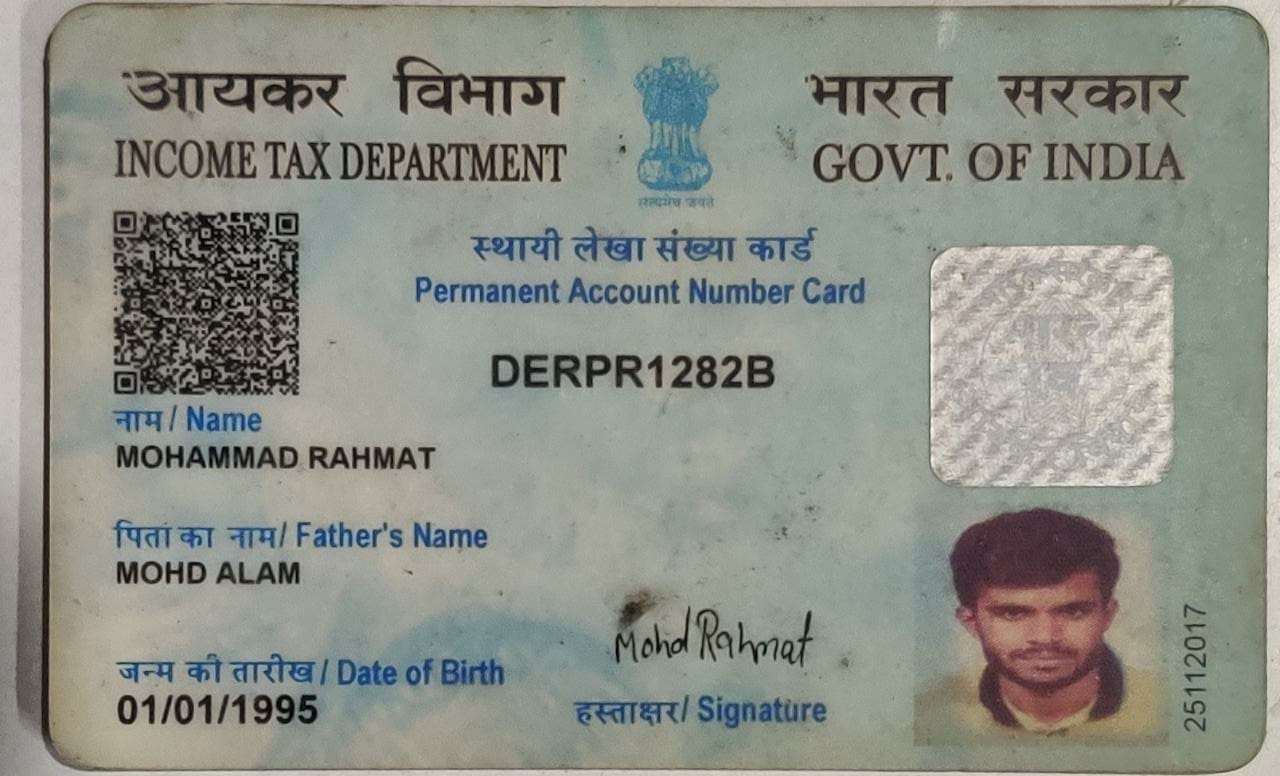 आयकर विभाग
INCOME TAX DEPARTMENT
सत्यमेव जयते
भारत सरकार
GOVT. OF INDIA
स्थायी लेखा संख्या कार्ड
Permanent Account Number Card
DERPR1282B
नाम / Name
MOHAMMAD RAHMAT
पिता का नाम / Father's Name
MOHD ALAM
जन्म की तारीख / Date of Birth
01/01/1995
Mohd Rahmat
हस्ताक्षर / Signature
25112017
भारत